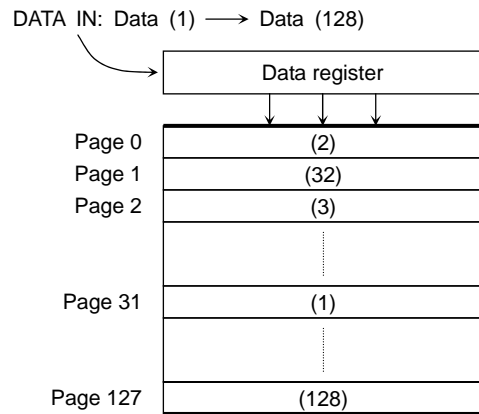 DATA IN: Data (1) ⟶ Data (128)
Data register
Page 0 (2)
Page 1 (32)
Page 2 (3)
Page 31 (1)
Page 127 (128)